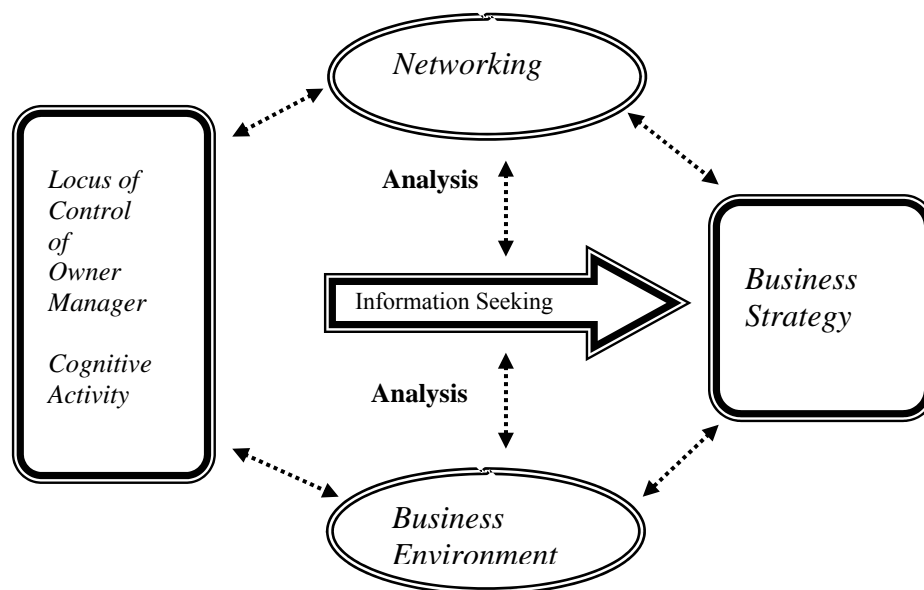 Networking
Locus of
Control
of
Owner
Manager
Cognitive
Activity
Analysis
Information Seeking
Business
Strategy
Analysis
Business
Environment